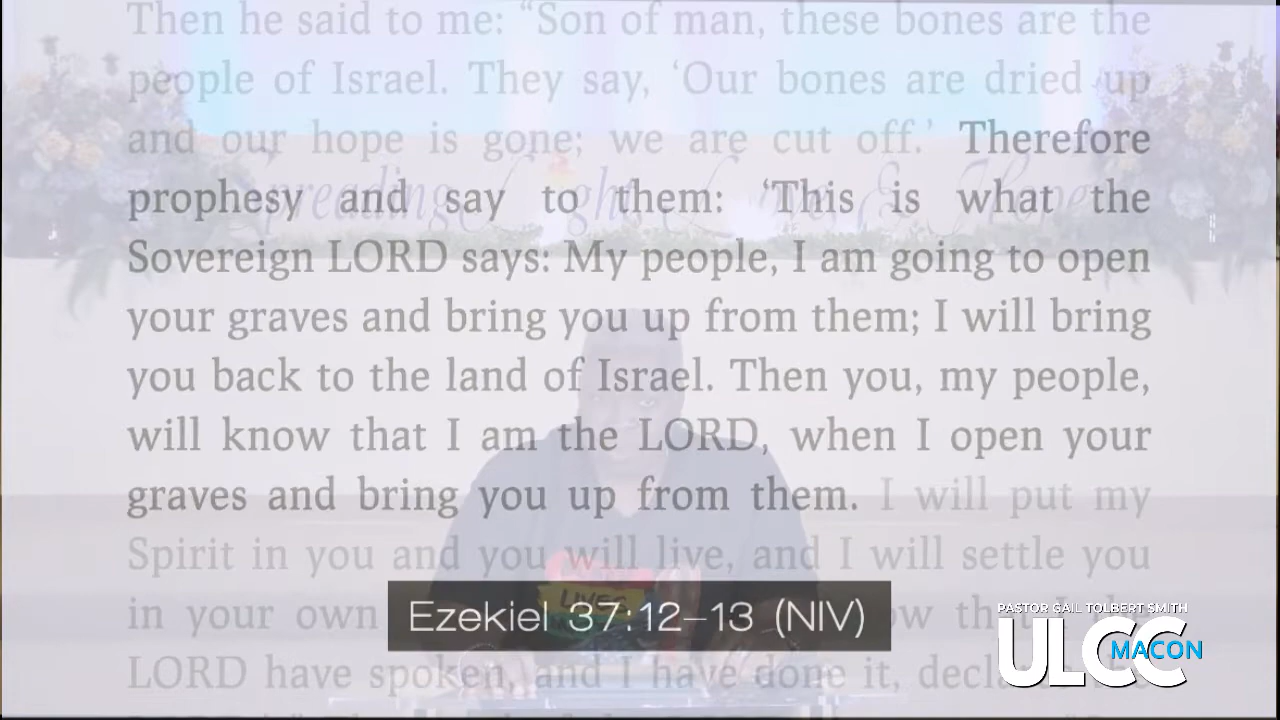 Then he said to me: “Son of man, these bones are the
people of Israel. They say, ‘Our bones are dried up
and our hope is gone; we are cut off.’ Therefore
prophesy and say to them: ‘This is what the
Sovereign LORD says: My people, I am going to open
your graves and bring you up from them; I will bring
you back to the land of Israel. Then you, my people,
will know that I am the LORD, when I open your
graves and bring you up from them. I will put my
Spirit in you and you will live, and I will settle you
in your own
LORD have spoken, and I have done it,
Spreading Light, Love & Hope
LIVES
Ezekiel 37:12–13 (NIV)
PASTOR GAIL TOLBERT SMITH
ULCC
MACON